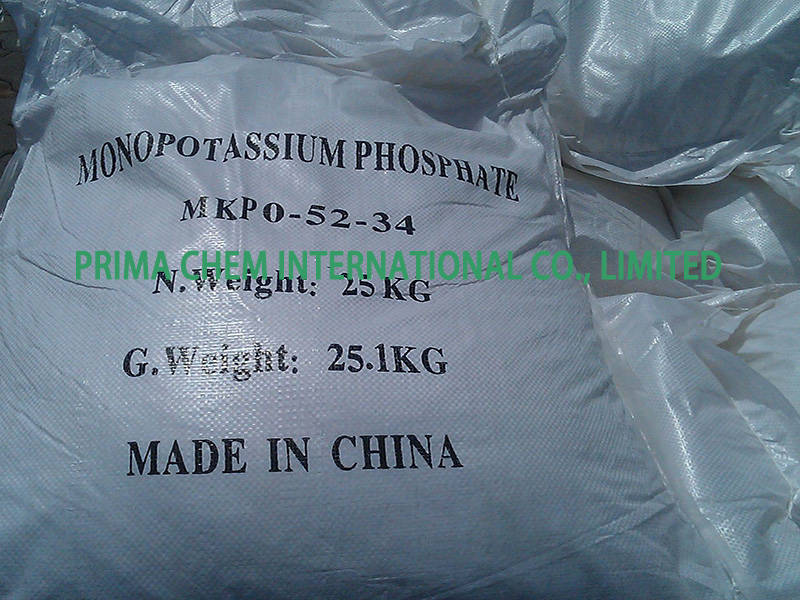 MONOPOTASSIUM PHOSPHATE
MKP0-52-34
PRIMA CHEM INTERNATIONAL CO., LIMITED
N.Weight: 25KG
G.Weight: 25.1KG
MADE IN CHINA